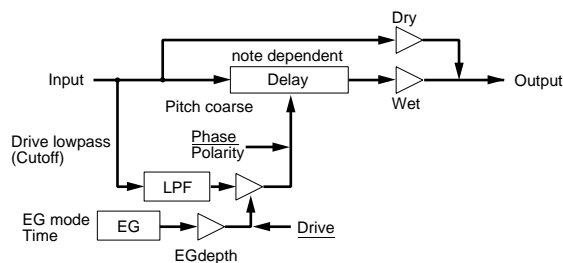 Dry
note dependent
Input
Delay
Output
Pitch coarse
Wet
Drive lowpass
(Cutoff)
Phase
Polarity
LPF
EG mode
Time
EG
Drive
EGdepth